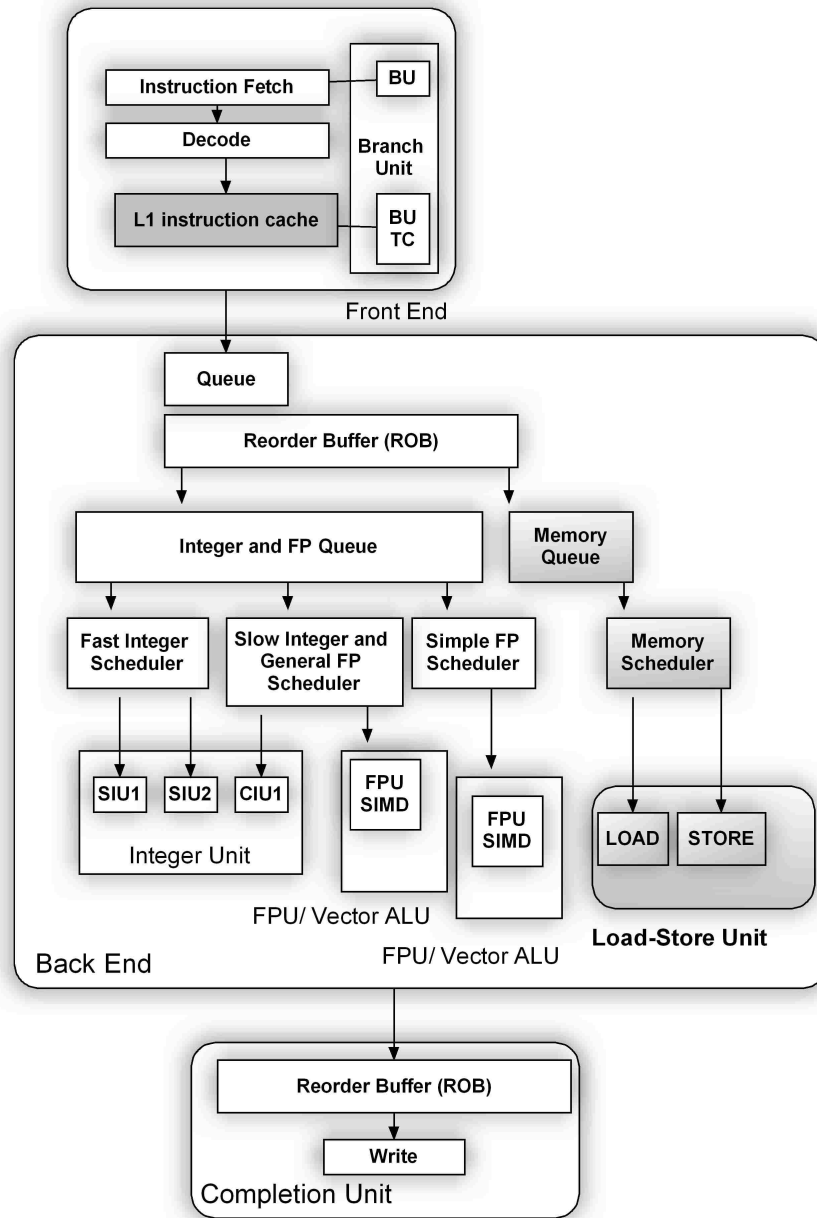 Instruction Fetch
BU
Decode
Branch
Unit
L1 instruction cache
BU
TC
Front End
Queue
Reorder Buffer (ROB)
Integer and FP Queue
Memory
Queue
Fast Integer
Scheduler
Slow Integer and
General FP
Scheduler
Simple FP
Scheduler
Memory
Scheduler
SIU1
SIU2
CIU1
Integer Unit
FPU
SIMD
FPU/ Vector ALU
FPU
SIMD
FPU/ Vector ALU
LOAD
STORE
Load-Store Unit
Back End
Reorder Buffer (ROB)
Write
Completion Unit